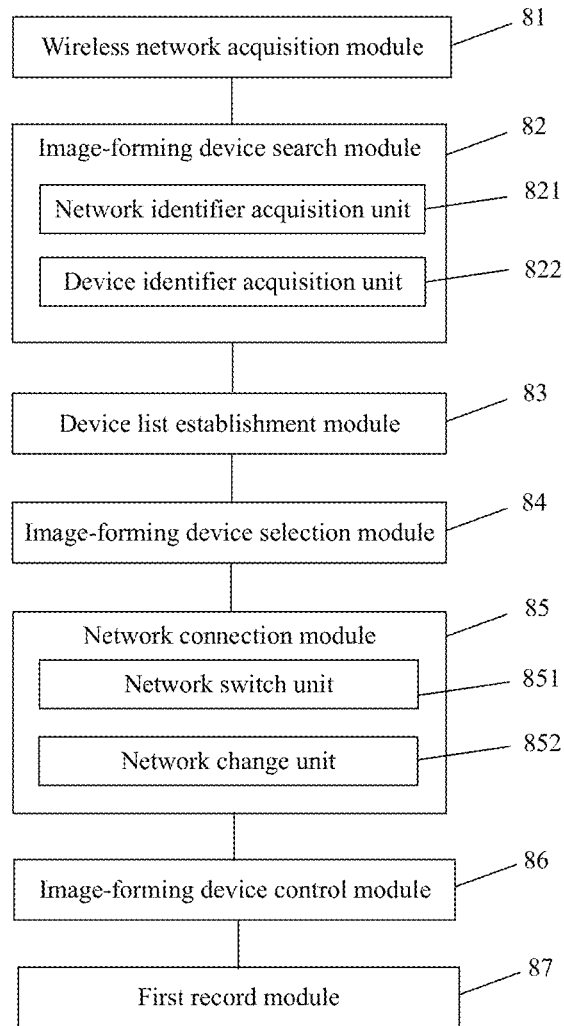 81
Wireless network acquisition module
82
Image-forming device search module
821
Network identifier acquisition unit
822
Device identifier acquisition unit
83
Device list establishment module
84
Image-forming device selection module
85
Network connection module
851
Network switch unit
852
Network change unit
86
Image-forming device control module
87
First record module